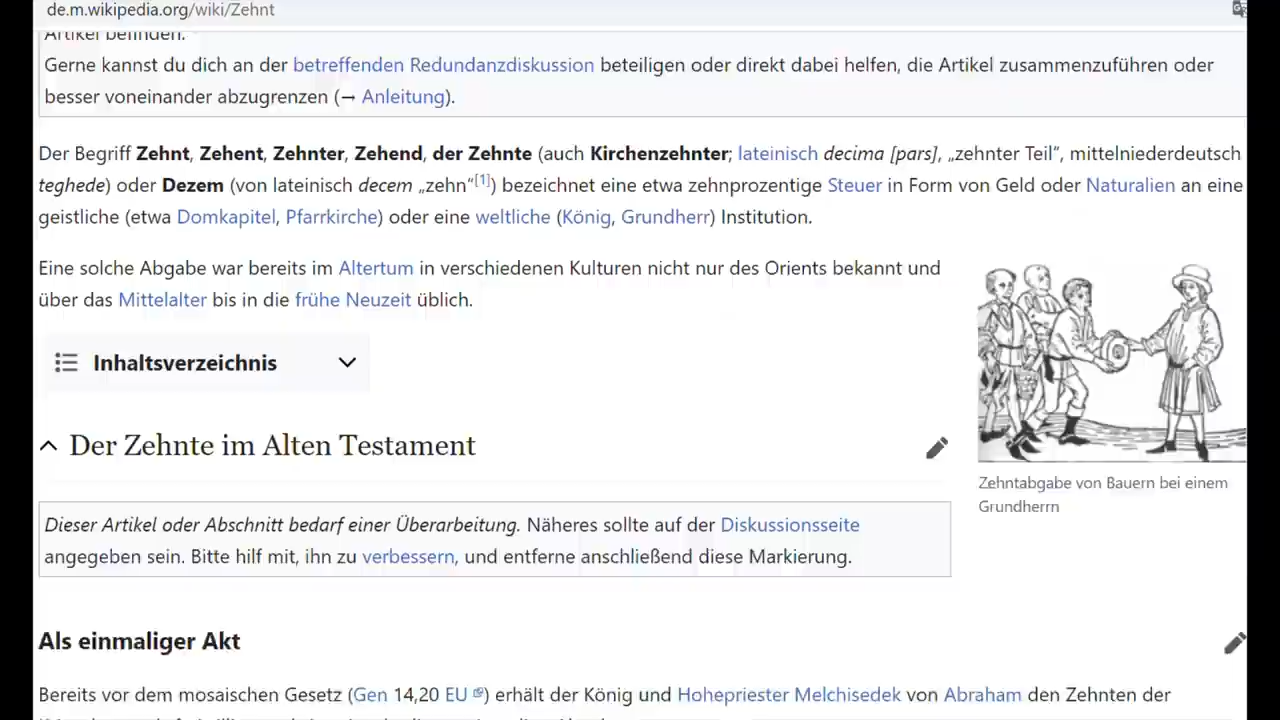 de.m.wikipedia.org/wiki/Zehnt
Artikel befinden.
Gerne kannst du dich an der betreffenden Redundanzdiskussion beteiligen oder direkt dabei helfen, die Artikel zusammenzuführen oder
besser voneinander abzugrenzen (→ Anleitung).
Der Begriff Zehnt, Zehent, Zehnter, Zehend, der Zehnte (auch Kirchenzehnter; lateinisch decima [pars], „zehnter Teil“, mittelniederdeutsch
teghede) oder Dezem (von lateinisch decem „zehn“[1]) bezeichnet eine etwa zehnprozentige Steuer in Form von Geld oder Naturalien an eine
geistliche (etwa Domkapitel, Pfarrkirche) oder eine weltliche (König, Grundherr) Institution.
Eine solche Abgabe war bereits im Altertum in verschiedenen Kulturen nicht nur des Orients bekannt und
über das Mittelalter bis in die frühe Neuzeit üblich.
Inhaltsverzeichnis
Der Zehnte im Alten Testament
Zehntabgabe von Bauern bei einem
Grundherrn
Dieser Artikel oder Abschnitt bedarf einer Überarbeitung. Näheres sollte auf der Diskussionsseite
angegeben sein. Bitte hilf mit, ihn zu verbessern, und entferne anschließend diese Markierung.
Als einmaliger Akt
Bereits vor dem mosaischen Gesetz (Gen 14,20 EU) erhält der König und Hohepriester Melchisedek von Abraham den Zehnten der